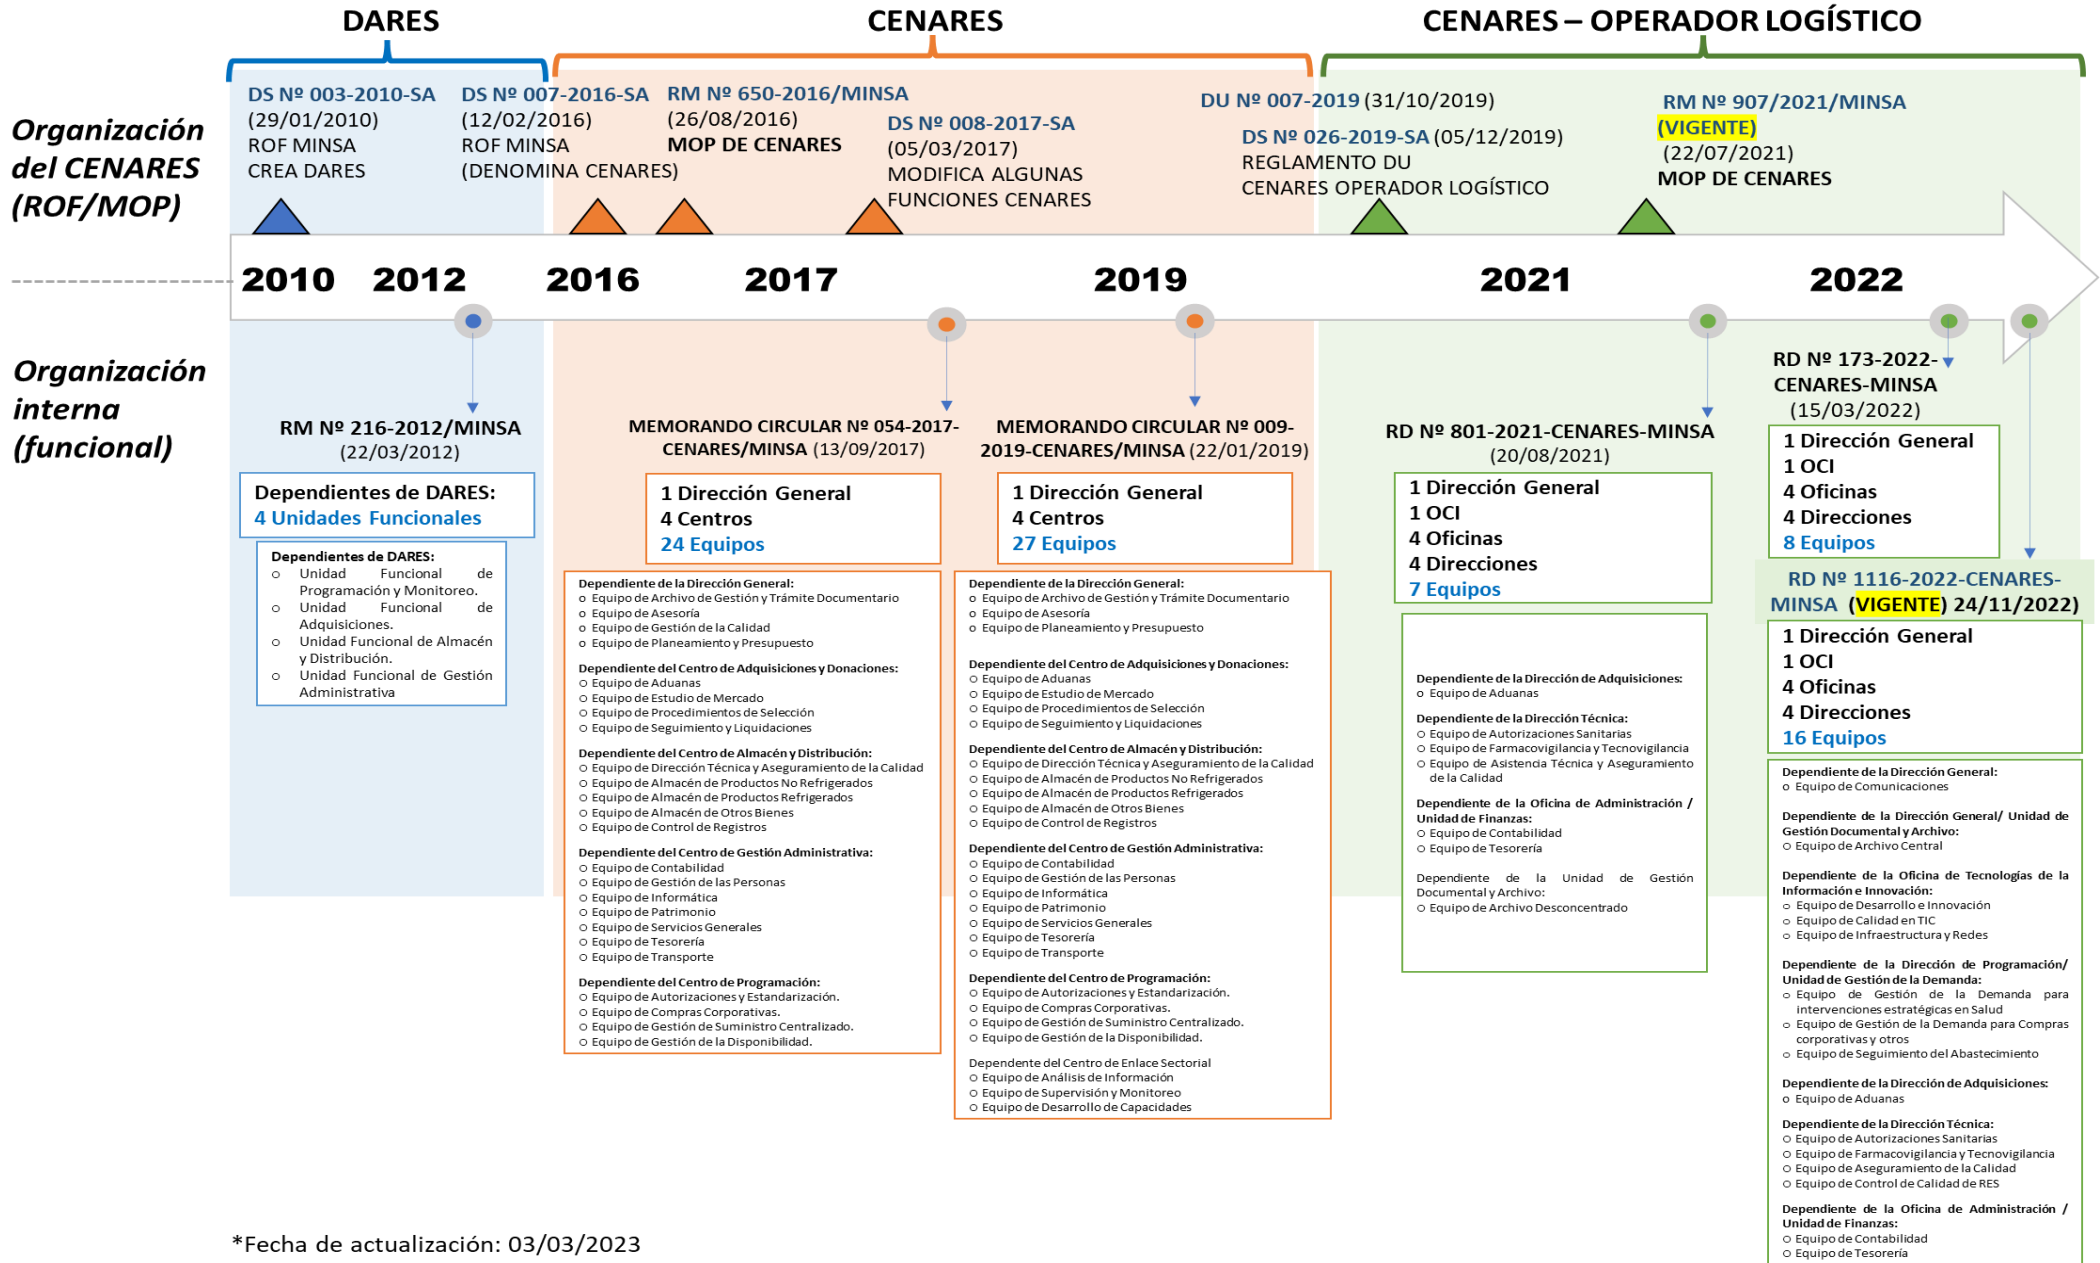 DARES
CENARES
CENARES – OPERADOR LOGÍSTICO
Organización
del CENARES
(ROF/MOP)
DS Nº 003-2010-SA
(29/01/2010)
ROF MINSA
CREA DARES
DS Nº 007-2016-SA
(12/02/2016)
ROF MINSA
(DENOMINA CENARES)
RM Nº 650-2016/MINSA
(26/08/2016)
MOP DE CENARES
DS Nº 008-2017-SA
(05/03/2017)
MODIFICA ALGUNAS
FUNCIONES CENARES
DU Nº 007-2019 (31/10/2019)
DS Nº 026-2019-SA (05/12/2019)
REGLAMENTO DU
CENARES OPERADOR LOGÍSTICO
RM Nº 907/2021/MINSA
(VIGENTE)
(22/07/2021)
MOP DE CENARES
2010 2012 2016 2017 2019 2021 2022
Organización
interna
(funcional)
RM Nº 216-2012/MINSA
(22/03/2012)
Dependientes de DARES:
4 Unidades Funcionales
Dependientes de DARES:
o Unidad Funcional de
Programación y Monitoreo.
o Unidad Funcional de
Adquisiciones.
o Unidad Funcional de Almacén
y Distribución.
o Unidad Funcional de Gestión
Administrativa
MEMORANDO CIRCULAR Nº 054-2017-
CENARES/MINSA (13/09/2017)
1 Dirección General
4 Centros
24 Equipos
Dependiente de la Dirección General:
o Equipo de Archivo de Gestión y Trámite Documentario
o Equipo de Asesoría
o Equipo de Gestión de la Calidad
o Equipo de Planeamiento y Presupuesto
Dependiente del Centro de Adquisiciones y Donaciones:
o Equipo de Aduanas
o Equipo de Estudio de Mercado
o Equipo de Procedimientos de Selección
o Equipo de Seguimiento y Liquidaciones
Dependiente del Centro de Almacén y Distribución:
o Equipo de Dirección Técnica y Aseguramiento de la Calidad
o Equipo de Almacén de Productos No Refrigerados
o Equipo de Almacén de Productos Refrigerados
o Equipo de Almacén de Otros Bienes
o Equipo de Control de Registros
Dependiente del Centro de Gestión Administrativa:
o Equipo de Contabilidad
o Equipo de Gestión de las Personas
o Equipo de Informática
o Equipo de Patrimonio
o Equipo de Servicios Generales
o Equipo de Tesorería
o Equipo de Transporte
Dependiente del Centro de Programación:
o Equipo de Autorizaciones y Estandarización.
o Equipo de Compras Corporativas.
o Equipo de Gestión de Suministro Centralizado.
o Equipo de Gestión de la Disponibilidad.
MEMORANDO CIRCULAR Nº 009-
2019-CENARES/MINSA (22/01/2019)
1 Dirección General
4 Centros
27 Equipos
Dependiente de la Dirección General:
o Equipo de Archivo de Gestión y Trámite Documentario
o Equipo de Asesoría
o Equipo de Planeamiento y Presupuesto
Dependiente del Centro de Adquisiciones y Donaciones:
o Equipo de Aduanas
o Equipo de Estudio de Mercado
o Equipo de Procedimientos de Selección
o Equipo de Seguimiento y Liquidaciones
Dependiente del Centro de Almacén y Distribución:
o Equipo de Dirección Técnica y Aseguramiento de la Calidad
o Equipo de Almacén de Productos No Refrigerados
o Equipo de Almacén de Productos Refrigerados
o Equipo de Almacén de Otros Bienes
o Equipo de Control de Registros
Dependiente del Centro de Gestión Administrativa:
o Equipo de Contabilidad
o Equipo de Gestión de las Personas
o Equipo de Informática
o Equipo de Patrimonio
o Equipo de Servicios Generales
o Equipo de Tesorería
o Equipo de Transporte
Dependiente del Centro de Programación:
o Equipo de Autorizaciones y Estandarización.
o Equipo de Compras Corporativas.
o Equipo de Gestión de Suministro Centralizado.
o Equipo de Gestión de la Disponibilidad.
Dependente del Centro de Enlace Sectorial
o Equipo de Análisis de Información
o Equipo de Supervisión y Monitoreo
o Equipo de Desarrollo de Capacidades
RD Nº 801-2021-CENARES-MINSA
(20/08/2021)
1 Dirección General
1 OCI
4 Oficinas
4 Direcciones
7 Equipos
Dependiente de la Dirección de Adquisiciones:
o Equipo de Aduanas
Dependiente de la Dirección Técnica:
o Equipo de Autorizaciones Sanitarias
o Equipo de Farmacovigilancia y Tecnovigilancia
o Equipo de Asistencia Técnica y Aseguramiento
de la Calidad
Dependiente de la Oficina de Administración /
Unidad de Finanzas:
o Equipo de Contabilidad
o Equipo de Tesorería
Dependiente de la Unidad de Gestión
Documental y Archivo:
o Equipo de Archivo Desconcentrado
RD Nº 173-2022-
CENARES-MINSA
(15/03/2022)
1 Dirección General
1 OCI
4 Oficinas
4 Direcciones
8 Equipos
RD Nº 1116-2022-CENARES-
MINSA (VIGENTE) 24/11/2022)
1 Dirección General
1 OCI
4 Oficinas
4 Direcciones
16 Equipos
Dependiente de la Dirección General:
o Equipo de Comunicaciones
Dependiente de la Dirección General/ Unidad de
Gestión Documental y Archivo:
o Equipo de Archivo Central
Dependiente de la Oficina de Tecnologías de la
Información e Innovación:
o Equipo de Desarrollo e Innovación
o Equipo de Calidad en TIC
o Equipo de Infraestructura y Redes
Dependiente de la Dirección de Programación/
Unidad de Gestión de la Demanda:
o Equipo de Gestión de la Demanda para
intervenciones estratégicas en Salud
o Equipo de Gestión de la Demanda para Compras
corporativas y otros
o Equipo de Seguimiento del Abastecimiento
Dependiente de la Dirección de Adquisiciones:
o Equipo de Aduanas
Dependiente de la Dirección Técnica:
o Equipo de Autorizaciones Sanitarias
o Equipo de Farmacovigilancia y Tecnovigilancia
o Equipo de Aseguramiento de la Calidad
o Equipo de Control de Calidad de RES
Dependiente de la Oficina de Administración /
Unidad de Finanzas:
o Equipo de Contabilidad
o Equipo de Tesorería
*Fecha de actualización: 03/03/2023